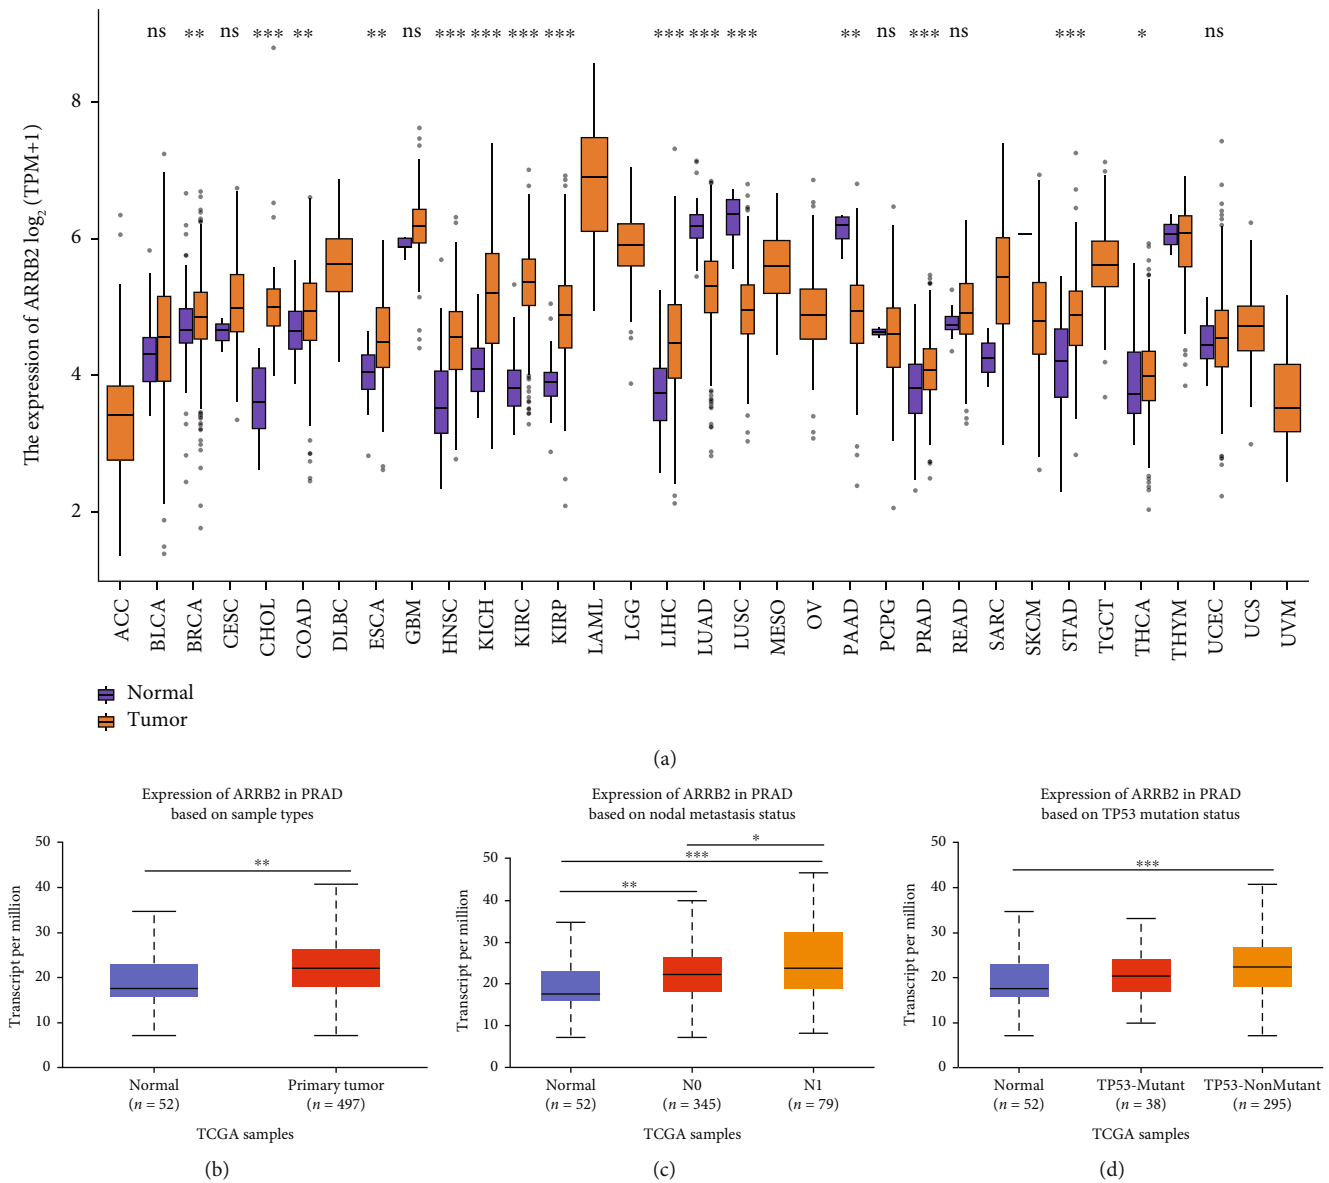 ns ** ns *** ** ** ns *** *** *** *** *** *** *** ** ns *** ns *** * ns
The expression of ARRB2 log2 (TPM+1)
8
6
4
2
ACC BLCA BRCA CESC CHOL COAD DLBC ESCA GBM HNSC KICH KIRC KIRP LAML LGG LIHC LUAD LUSC MESO OV PAAD PCPG PRAD READ SARC SKCM STAD TGCT THCA THYM UCEC UCS UVM
Normal
Tumor
(a)
Expression of ARRB2 in PRAD
based on sample types
Transcript per million
50
40
30
20
10
0
**
Normal
(n = 52)
Primary tumor
(n = 497)
TCGA samples
(b)
Expression of ARRB2 in PRAD
based on nodal metastasis status
Transcript per million
50
40
30
20
10
0
*
***
**
Normal
(n = 52)
N0
(n = 345)
N1
(n = 79)
TCGA samples
(c)
Expression of ARRB2 in PRAD
based on TP53 mutation status
Transcript per million
50
40
30
20
10
0
***
Normal
(n = 52)
TP53-Mutant
(n = 38)
TP53-NonMutant
(n = 295)
TCGA samples
(d)